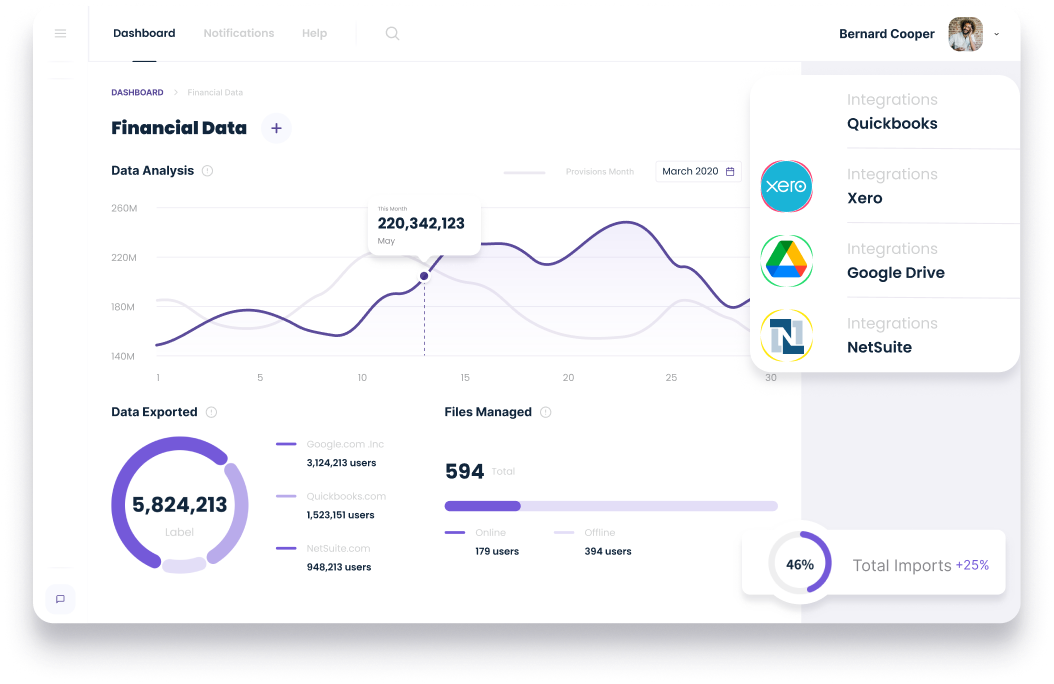 Dashboard
Notifications
Help
Bernard Cooper
DASHBOARD
Financial Data
Financial Data
+
Data Analysis
Provisions Month
March 2020
260M
220M
180M
140M
This Month
220,342,123
May
1
5
10
15
20
25
30
Integrations
Quickbooks
xero
Integrations
Xero
Integrations
Google Drive
N
Integrations
NetSuite
Data Exported
5,824,213
Label
Google.com .Inc
3,124,213 users
Quickbooks.com
1,523,151 users
NetSuite.com
948,213 users
Files Managed
594 Total
Online
179 users
Offline
394 users
46%
Total Imports +25%